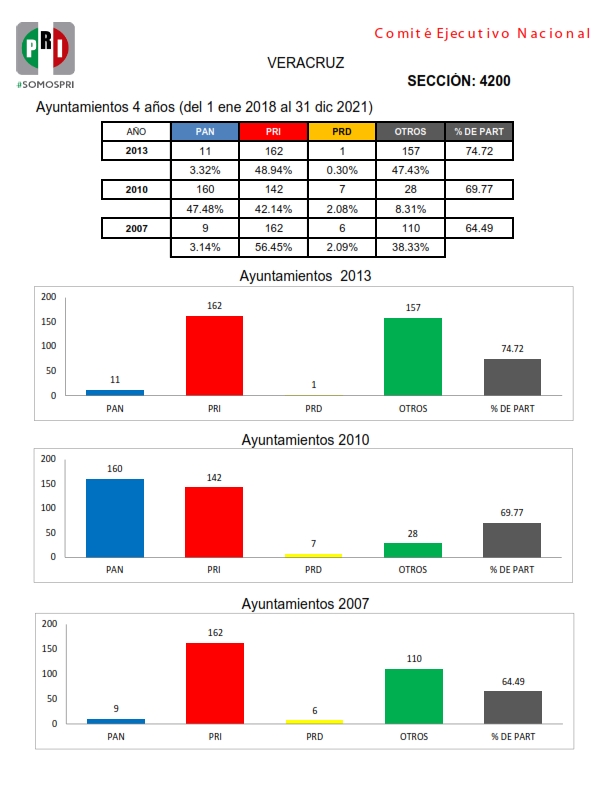 PRI
#SOMOSPRI
Comité Ejecutivo Nacional
VERACRUZ
SECCIÓN: 4200
Ayuntamientos 4 años (del 1 ene 2018 al 31 dic 2021)
AÑO PAN PRI PRD OTROS % DE PART
2013 11 162 1 157 74.72
3.32% 48.94% 0.30% 47.43%
2010 160 142 7 28 69.77
47.48% 42.14% 2.08% 8.31%
2007 9 162 6 110 64.49
3.14% 56.45% 2.09% 38.33%
Ayuntamientos 2013
200
150
100
50
0
11
162
1
157
74.72
PAN PRI PRD OTROS % DE PART
Ayuntamientos 2010
200
150
100
50
0
160
142
7
28
69.77
PAN PRI PRD OTROS % DE PART
Ayuntamientos 2007
200
150
100
50
0
9
162
6
110
64.49
PAN PRI PRD OTROS % DE PART